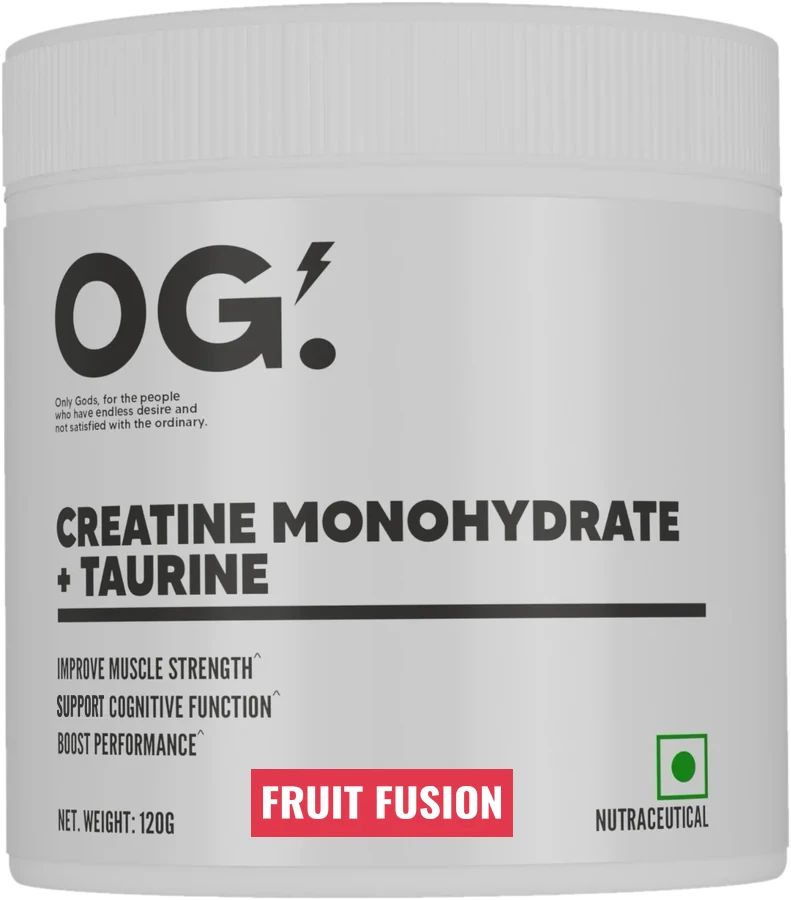 OG!
Only Gods, for the people
who have endless desire and
not satisfied with the ordinary.
CREATINE MONOHYDRATE
+ TAURINE
IMPROVE MUSCLE STRENGTH^
SUPPORT COGNITIVE FUNCTION^
BOOST PERFORMANCE^
NET. WEIGHT: 120G
FRUIT FUSION
NUTRACEUTICAL